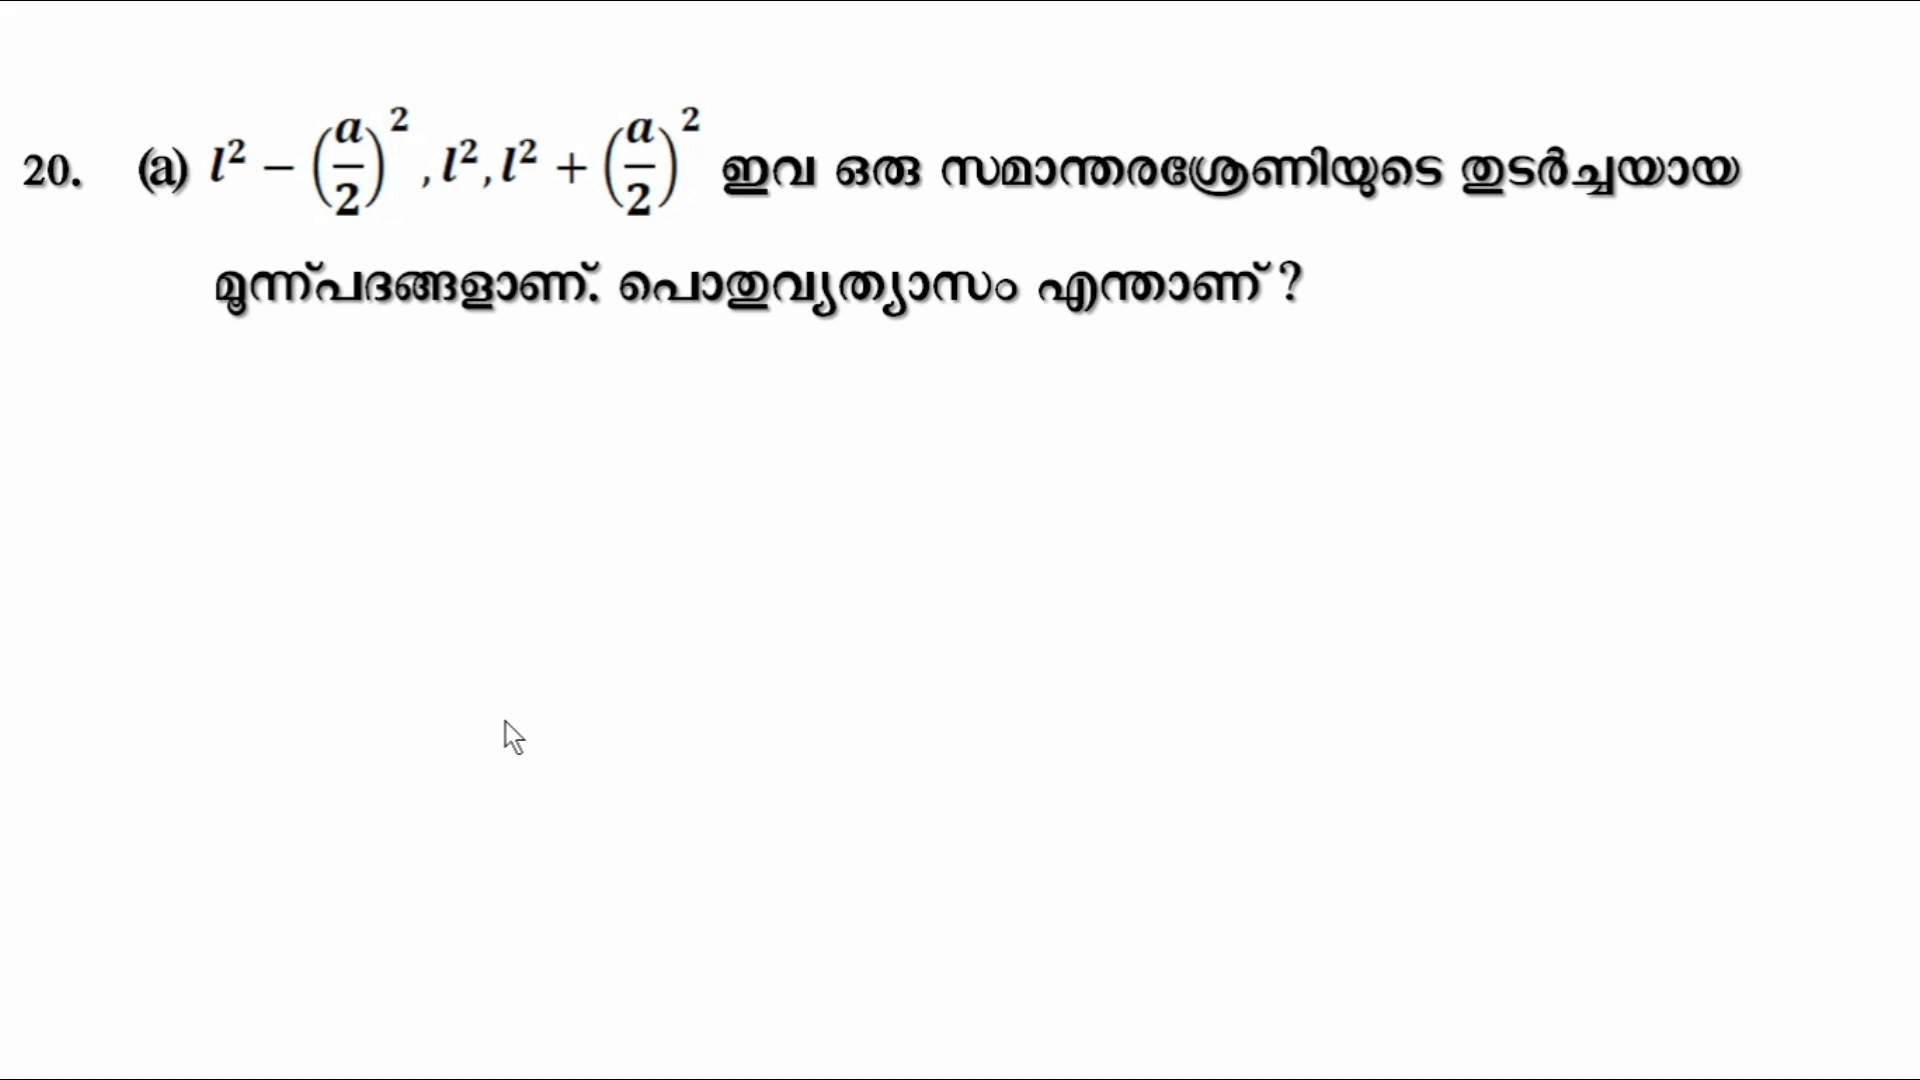 20. (a) l² − (a/2)², l², l² + (a/2)² ഇവ ഒരു സമാന്തരശ്രേണിയുടെ തുടർച്ചയായ
മൂന്ന്പദങ്ങളാണ്. പൊതുവ്യത്യാസം എന്താണ് ?